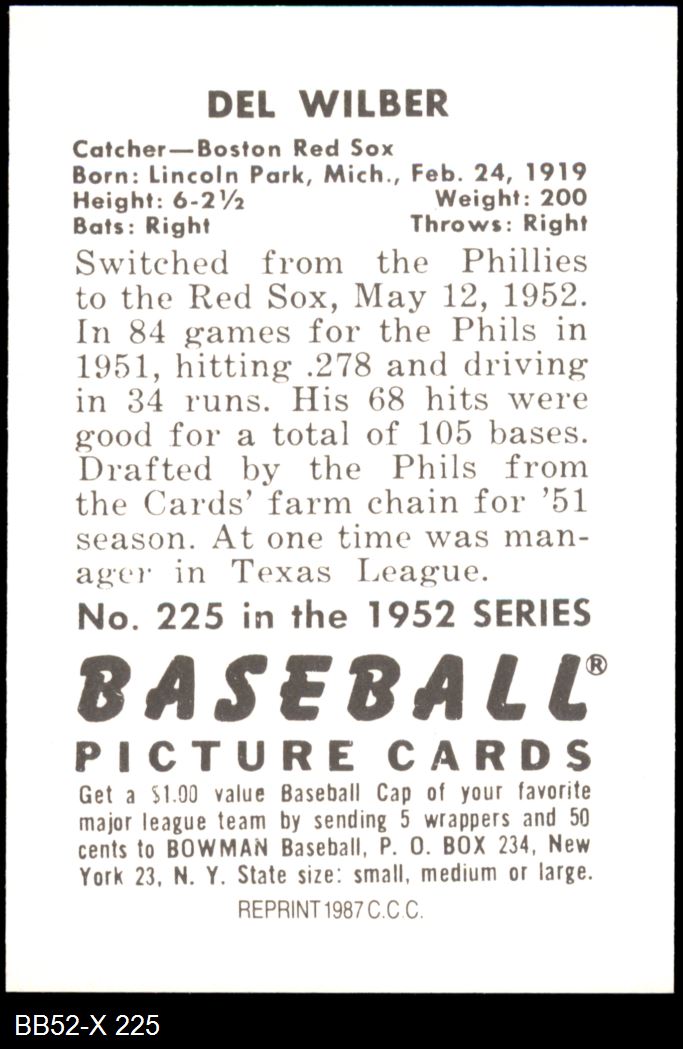 DEL WILBER
Catcher—Boston Red Sox
Born: Lincoln Park, Mich., Feb. 24, 1919
Height: 6-2½ Weight: 200
Bats: Right Throws: Right
Switched from the Phillies
to the Red Sox, May 12, 1952.
In 84 games for the Phils in
1951, hitting .278 and driving
in 34 runs. His 68 hits were
good for a total of 105 bases.
Drafted by the Phils from
the Cards' farm chain for '51
season. At one time was man-
ager in Texas League.
No. 225 in the 1952 SERIES
BASEBALL®
PICTURE CARDS
Get a $1.00 value Baseball Cap of your favorite
major league team by sending 5 wrappers and 50
cents to BOWMAN Baseball, P. O. BOX 234, New
York 23, N. Y. State size: small, medium or large.
REPRINT 1987 C.C.C.
BB52-X 225